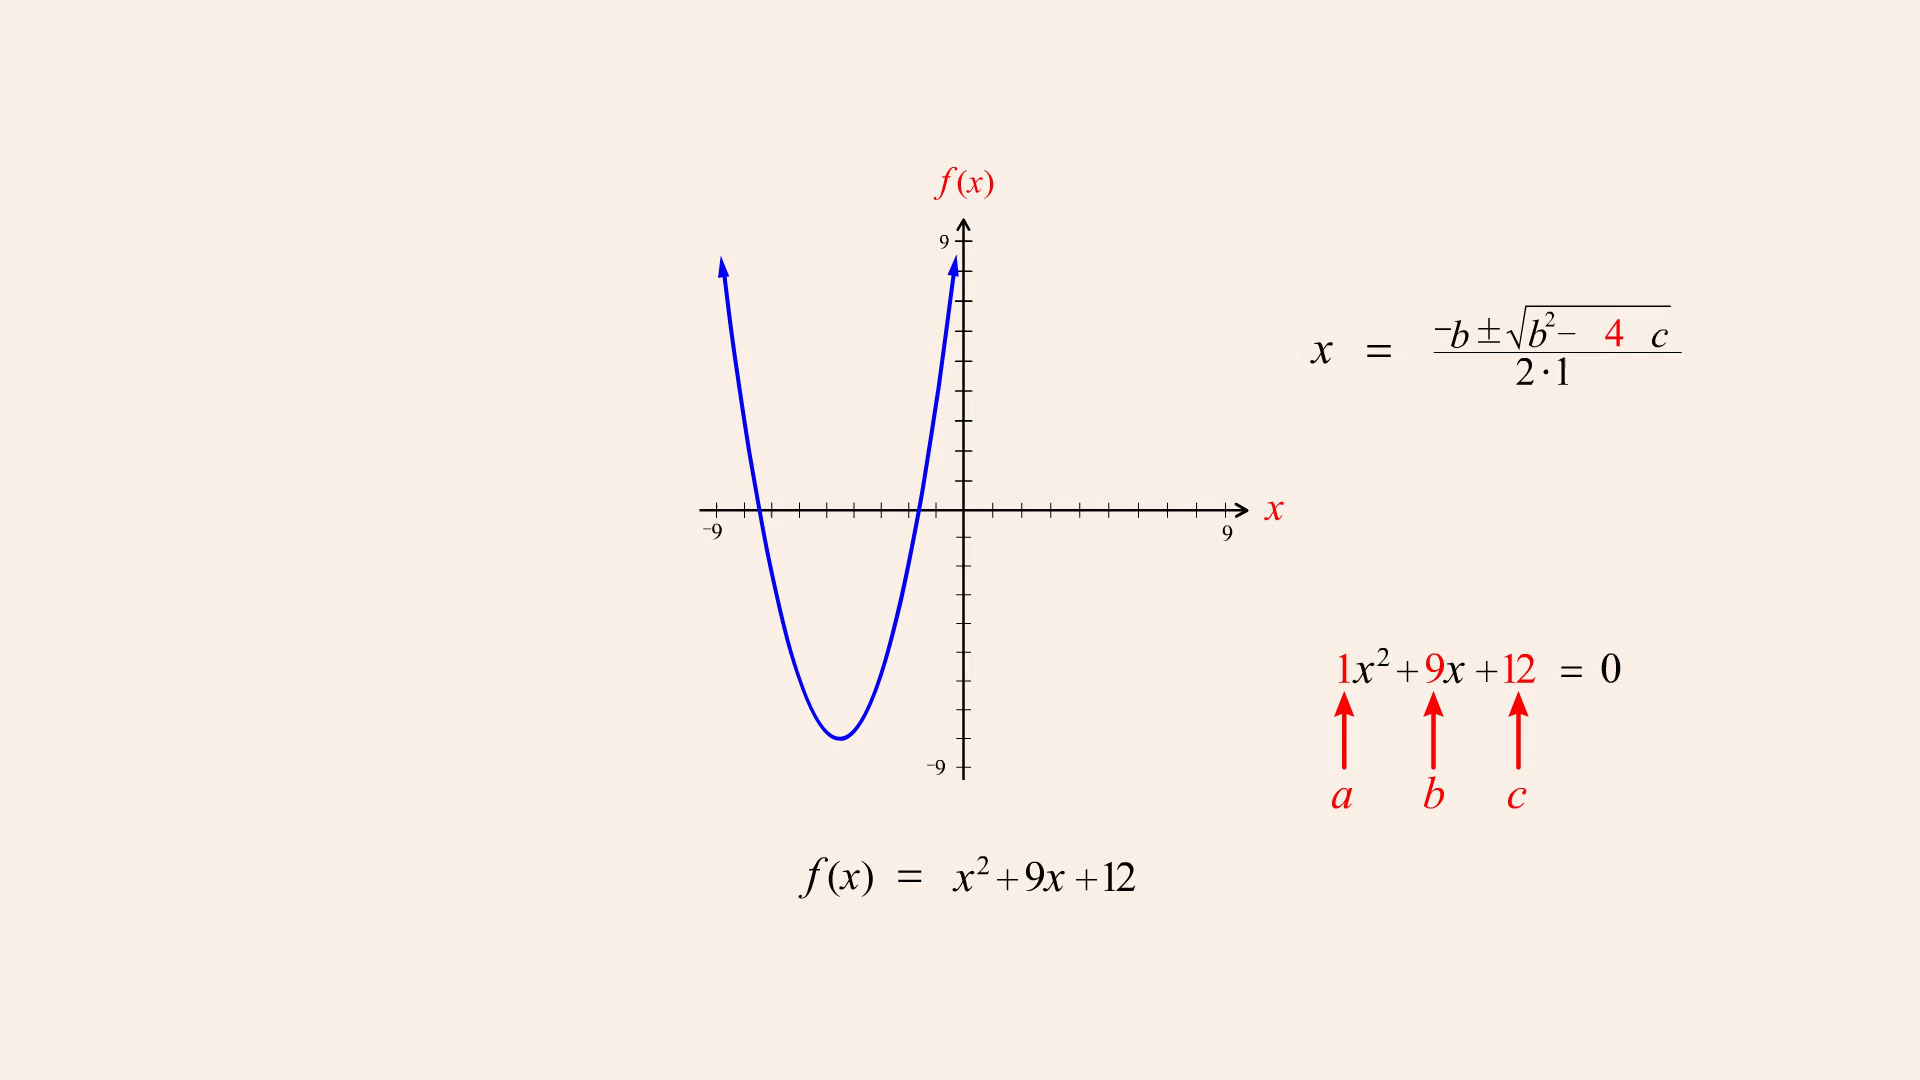 f(x)
9
x = ⁻b ± √b² − 4 c
2 · 1
x
⁻9 9
1x² + 9x + 12 = 0
⁻9
a b c
f(x) = x² + 9x + 12